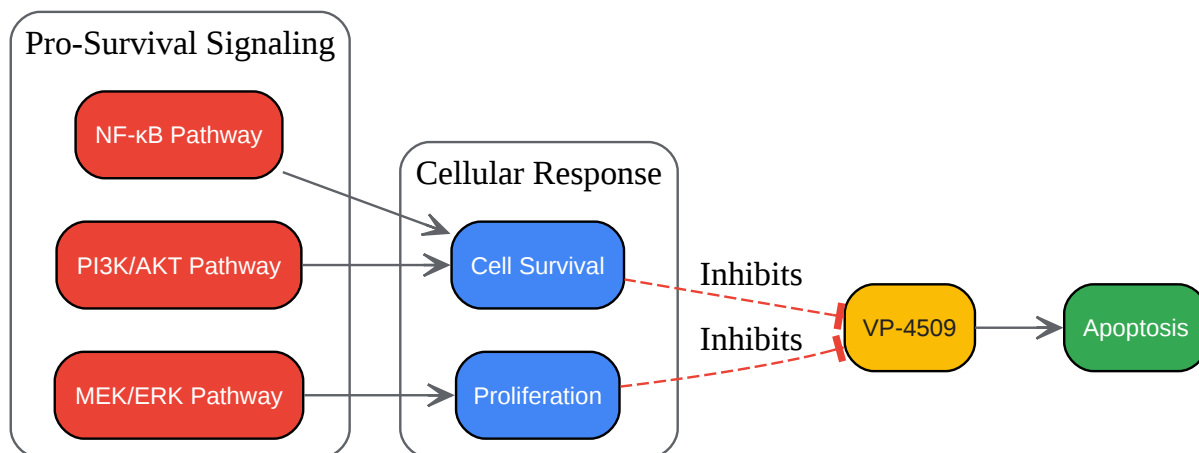 Pro-Survival Signaling
NF-κB Pathway
PI3K/AKT Pathway
MEK/ERK Pathway
Cellular Response
Cell Survival
Proliferation
Inhibits
Inhibits
VP-4509
Apoptosis